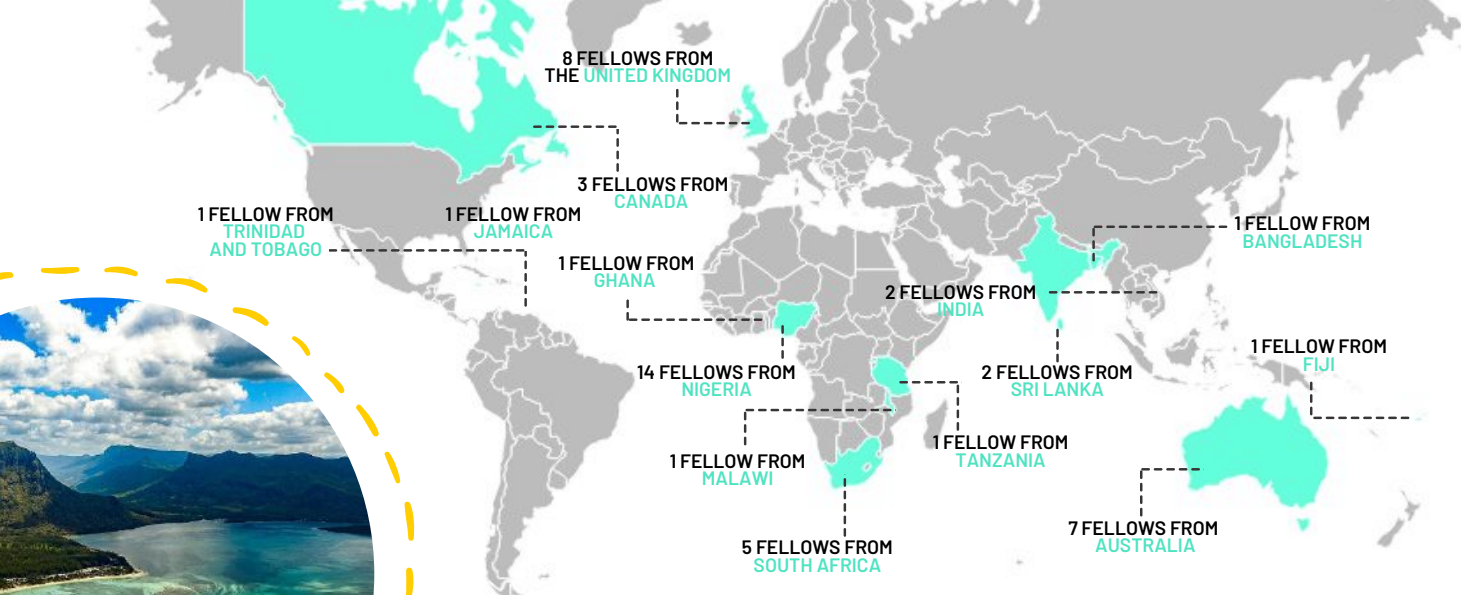 8 FELLOWS FROM
THE UNITED KINGDOM
3 FELLOWS FROM
CANADA
1 FELLOW FROM
TRINIDAD
AND TOBAGO
1 FELLOW FROM
JAMAICA
1 FELLOW FROM
BANGLADESH
1 FELLOW FROM
GHANA
2 FELLOWS FROM
INDIA
14 FELLOWS FROM
NIGERIA
2 FELLOWS FROM
SRI LANKA
1 FELLOW FROM
FIJI
1 FELLOW FROM
MALAWI
1 FELLOW FROM
TANZANIA
5 FELLOWS FROM
SOUTH AFRICA
7 FELLOWS FROM
AUSTRALIA